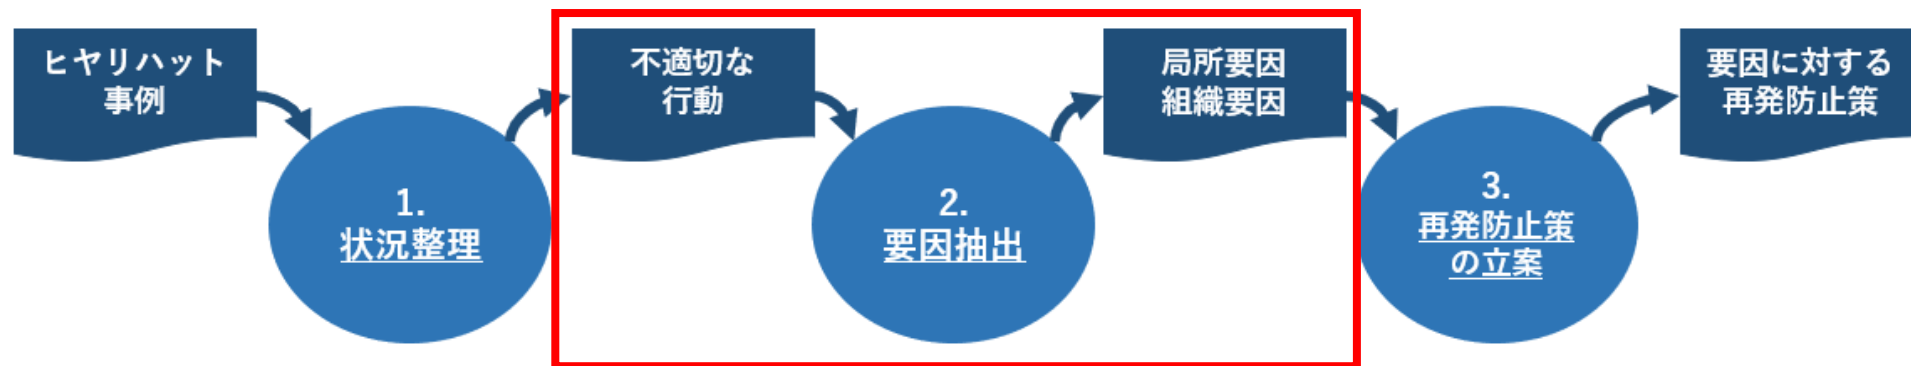 ヒヤリハット
事例
1.
状況整理
不適切な
行動
2.
要因抽出
局所要因
組織要因
3.
再発防止策
の立案
要因に対する
再発防止策